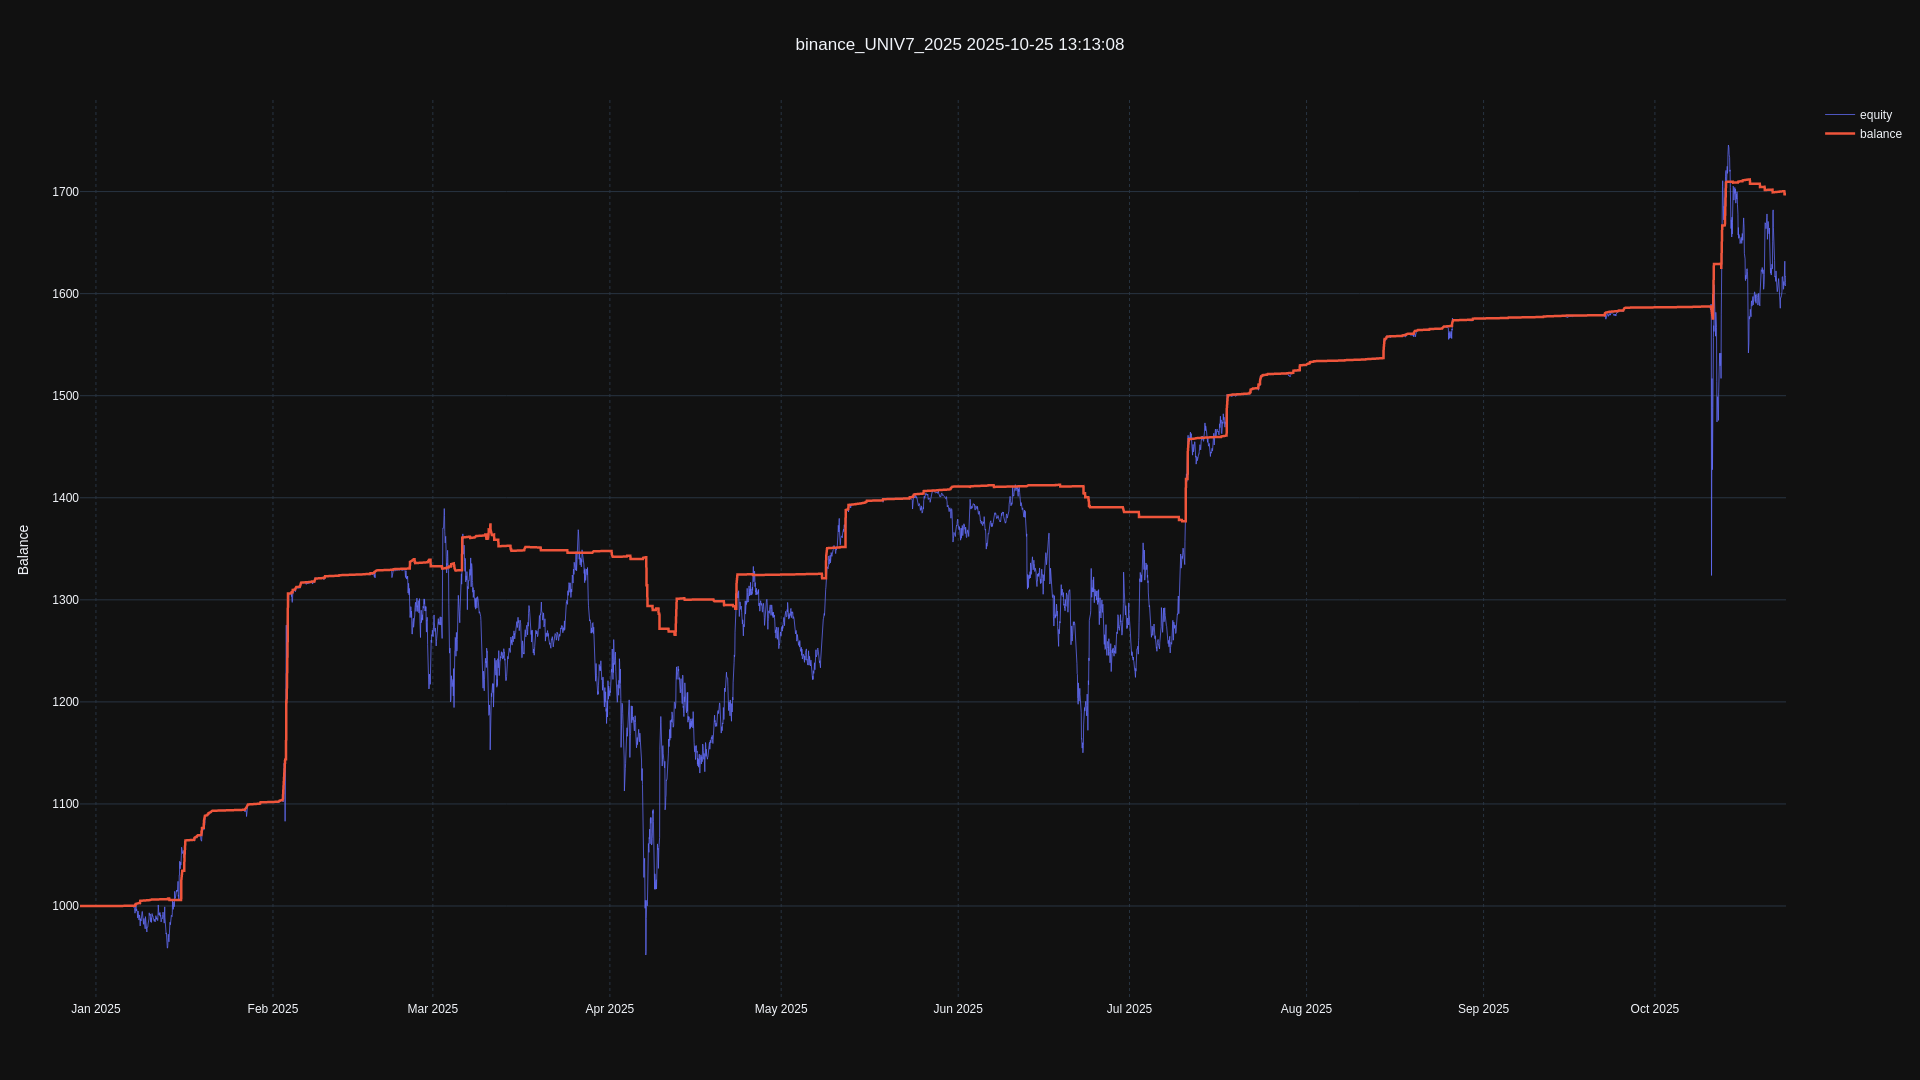 binance_UNIV7_2025 2025-10-25 13:13:08
equity
balance
Balance
1700
1600
1500
1400
1300
1200
1100
1000
Jan 2025
Feb 2025
Mar 2025
Apr 2025
May 2025
Jun 2025
Jul 2025
Aug 2025
Sep 2025
Oct 2025